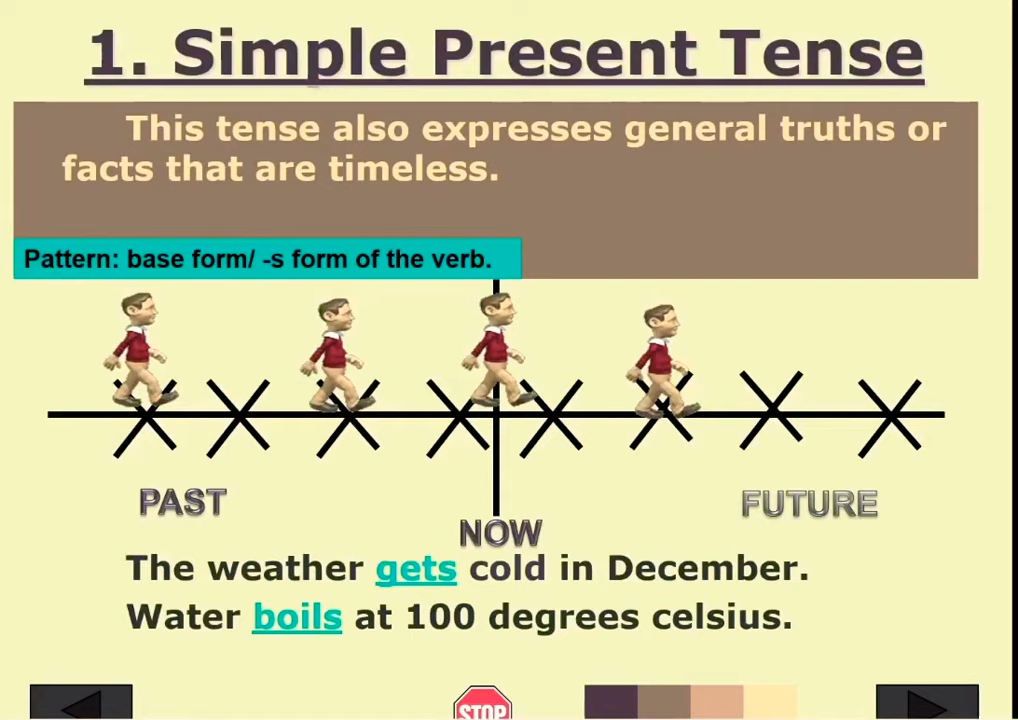 1. Simple Present Tense
This tense also expresses general truths or
facts that are timeless.
Pattern: base form/ -s form of the verb.
PAST
FUTURE
NOW
The weather gets cold in December.
Water boils at 100 degrees celsius.
STOP